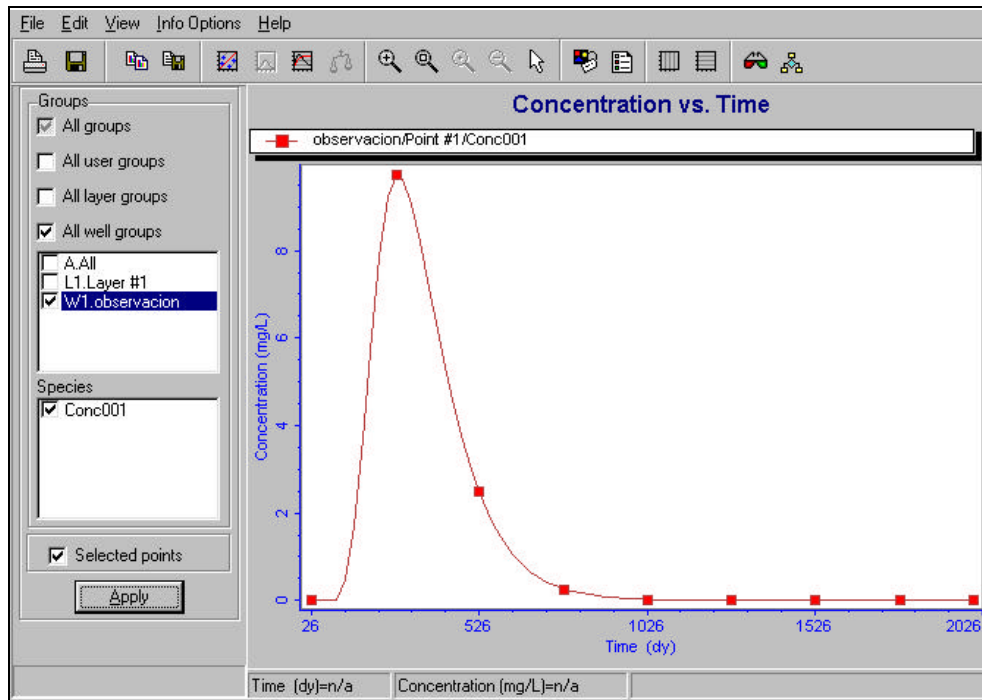 File Edit View Info Options Help
Groups
All groups
All user groups
All layer groups
All well groups
A.All
L1.Layer #1
W1.observacion
Species
Conc001
Selected points
Apply
Concentration vs. Time
observacion/Point #1/Conc001
Concentration (mg/L)
8
6
4
2
0
26 526 1026 1526 2026
Time (dy)
Time (dy)=n/a Concentration (mg/L)=n/a